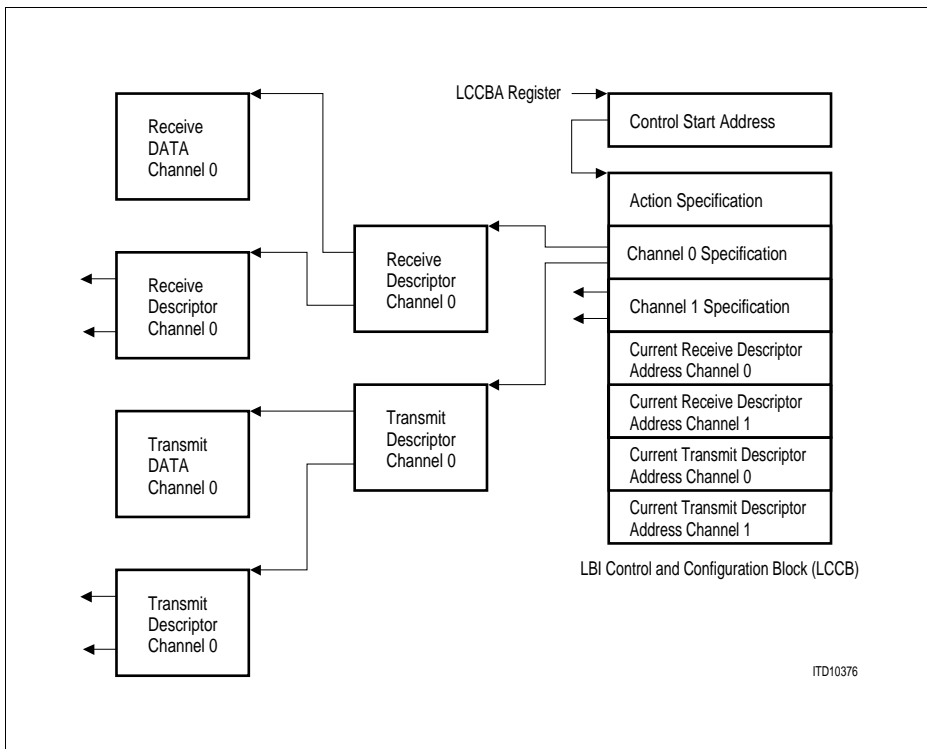 LCCBA Register
Control Start Address
Receive
DATA
Channel 0
Action Specification
Receive
Descriptor
Channel 0
Receive
Descriptor
Channel 0
Channel 0 Specification
Channel 1 Specification
Current Receive Descriptor
Address Channel 0
Current Receive Descriptor
Address Channel 1
Current Transmit Descriptor
Address Channel 0
Current Transmit Descriptor
Address Channel 1
Transmit
DATA
Channel 0
Transmit
Descriptor
Channel 0
LBI Control and Configuration Block (LCCB)
Transmit
Descriptor
Channel 0
ITD10376